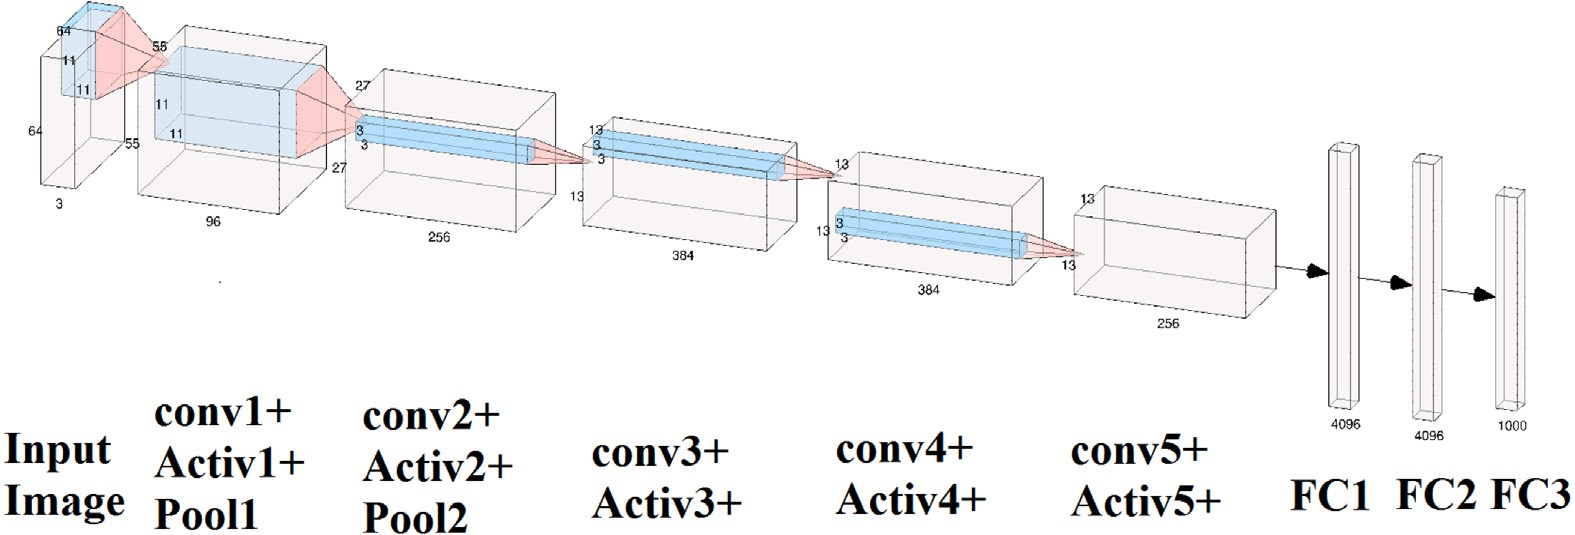 64
11
11
64
3
55
11
11
55
96
27
3
3
27
256
13
3
3
13
384
13
3
3
13
384
13
13
256
4096
4096
1000
Input
Image
conv1+
Activ1+
Pool1
conv2+
Activ2+
Pool2
conv3+
Activ3+
conv4+
Activ4+
conv5+
Activ5+
FC1
FC2
FC3